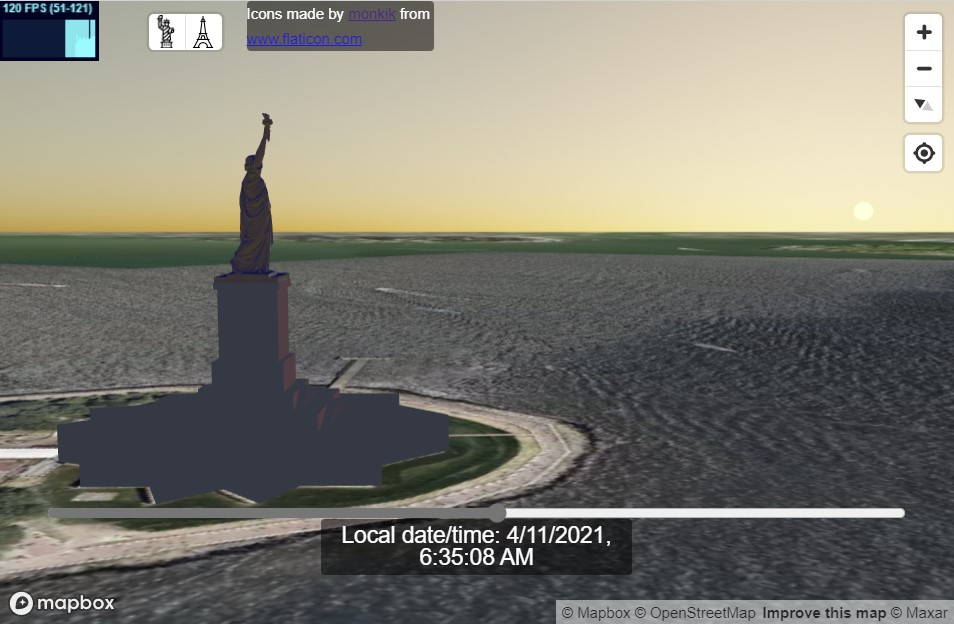 120 FPS (51-121)
Icons made by monkik from
www.flaticon.com
Local date/time: 4/11/2021,
6:35:08 AM
mapbox
© Mapbox © OpenStreetMap Improve this map © Maxar